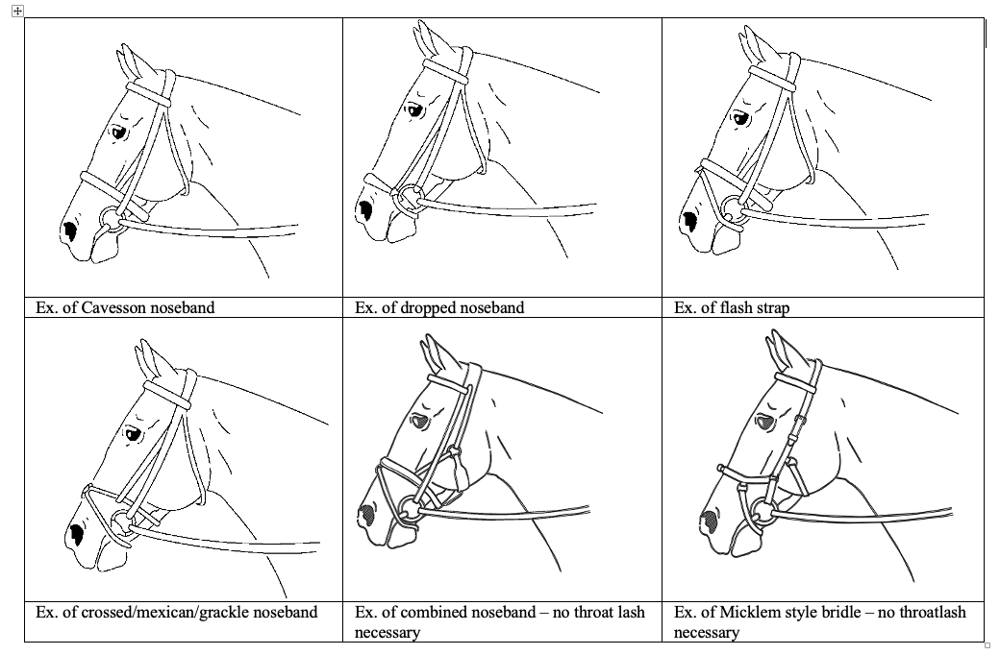 Ex. of Cavesson noseband
Ex. of dropped noseband
Ex. of flash strap
Ex. of crossed/mexican/grackle noseband
Ex. of combined noseband – no throat lash
necessary
Ex. of Micklem style bridle – no throatlash
necessary